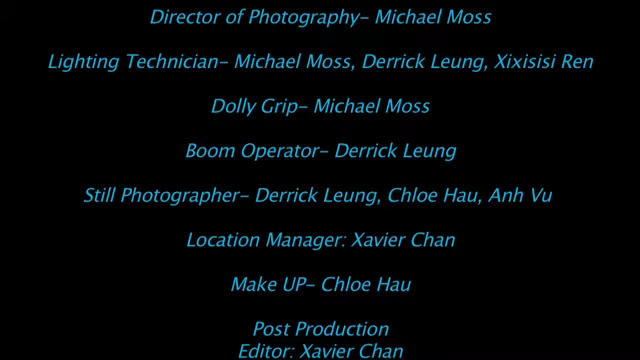 Director of Photography- Michael Moss
Lighting Technician- Michael Moss, Derrick Leung, Xixisisi Ren
Dolly Grip- Michael Moss
Boom Operator- Derrick Leung
Still Photographer- Derrick Leung, Chloe Hau, Anh Vu
Location Manager: Xavier Chan
Make UP- Chloe Hau
Post Production
Editor: Xavier Chan